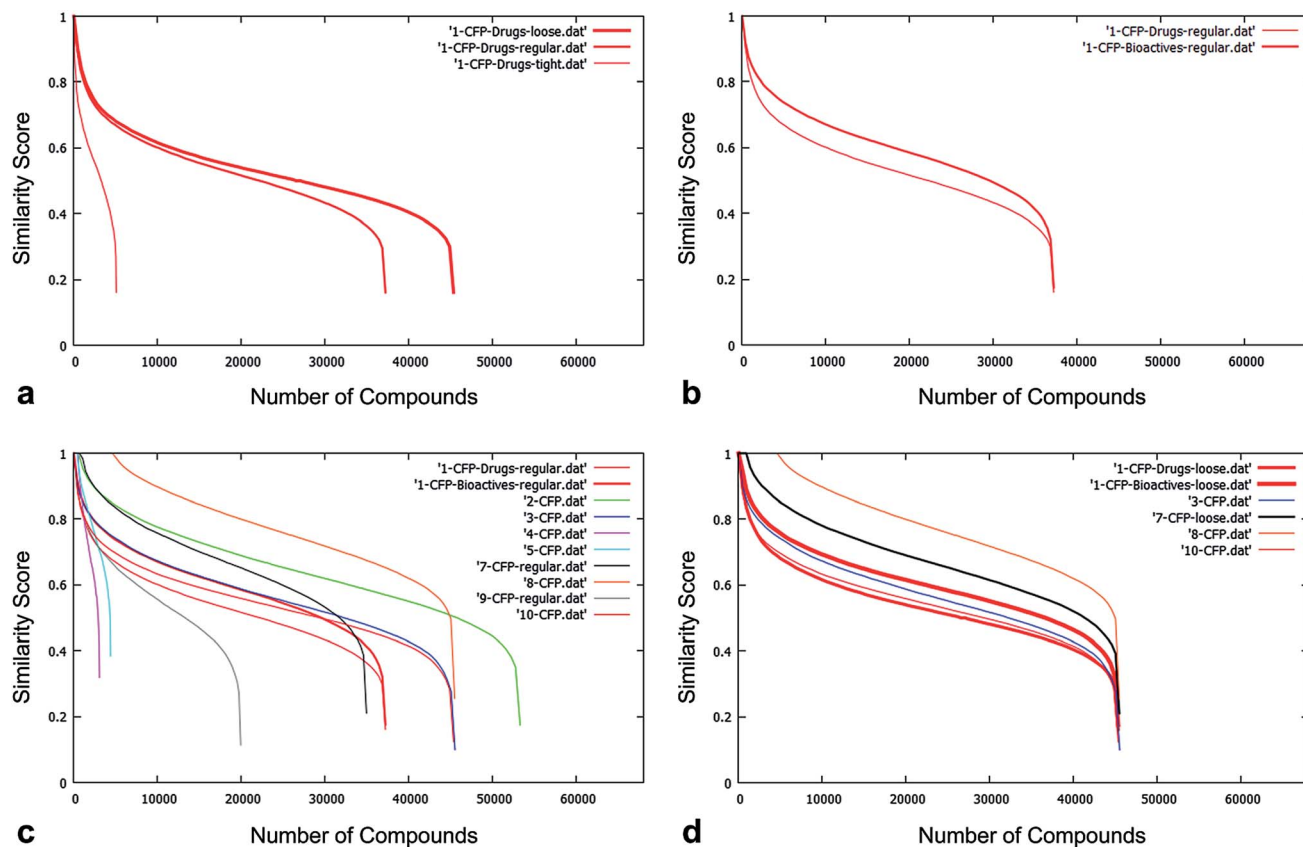 '1-CFP-Drugs-loose.dat'
'1-CFP-Drugs-regular.dat'
'1-CFP-Drugs-tight.dat'
1
0.8
0.6
0.4
0.2
0
Similarity Score
0 10000 20000 30000 40000 50000 60000
Number of Compounds
a
'1-CFP-Drugs-regular.dat'
'1-CFP-Bioactives-regular.dat'
1
0.8
0.6
0.4
0.2
0
Similarity Score
0 10000 20000 30000 40000 50000 60000
Number of Compounds
b
'1-CFP-Drugs-regular.dat'
'1-CFP-Bioactives-regular.dat'
'2-CFP.dat'
'3-CFP.dat'
'4-CFP.dat'
'5-CFP.dat'
'7-CFP-regular.dat'
'8-CFP.dat'
'9-CFP-regular.dat'
'10-CFP.dat'
1
0.8
0.6
0.4
0.2
0
Similarity Score
0 10000 20000 30000 40000 50000 60000
Number of Compounds
c
'1-CFP-Drugs-loose.dat'
'1-CFP-Bioactives-loose.dat'
'3-CFP.dat'
'7-CFP-loose.dat'
'8-CFP.dat'
'10-CFP.dat'
1
0.8
0.6
0.4
0.2
0
Similarity Score
0 10000 20000 30000 40000 50000 60000
Number of Compounds
d